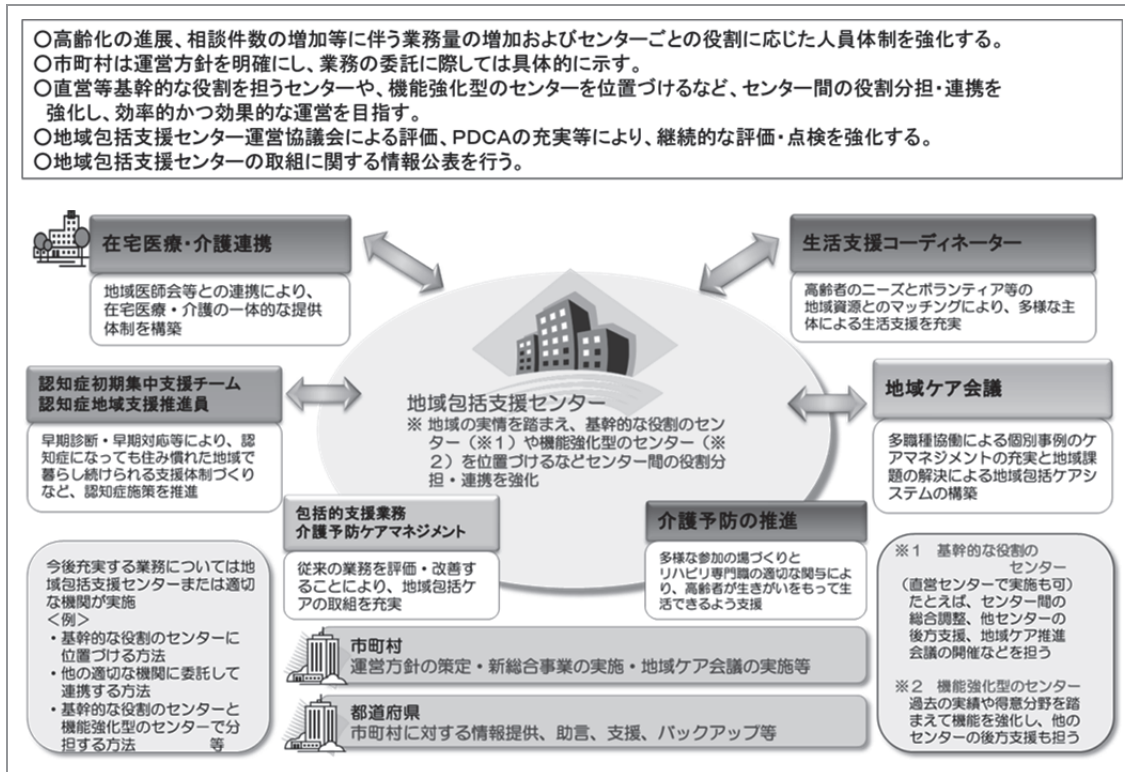 ○高齢化の進展、相談件数の増加等に伴う業務量の増加およびセンターごとの役割に応じた人員体制を強化する。
○市町村は運営方針を明確にし、業務の委託に際しては具体的に示す。
○直営等基幹的な役割を担うセンターや、機能強化型のセンターを位置づけるなど、センター間の役割分担・連携を
強化し、効率的かつ効果的な運営を目指す。
○地域包括支援センター運営協議会による評価、PDCAの充実等により、継続的な評価・点検を強化する。
○地域包括支援センターの取組に関する情報公表を行う。
在宅医療・介護連携
地域医師会等との連携により、
在宅医療・介護の一体的な提供
体制を構築
生活支援コーディネーター
高齢者のニーズとボランティア等の
地域資源とのマッチングにより、多様な主
体による生活支援を充実
認知症初期集中支援チーム
認知症地域支援推進員
早期診断・早期対応等により、認
知症になっても住み慣れた地域で
暮らし続けられる支援体制づくり
など、認知症施策を推進
地域包括支援センター
※ 地域の実情を踏まえ、基幹的な役割のセン
ター(※1)や機能強化型のセンター(※
2)を位置づけるなどセンター間の役割分
担・連携を強化
地域ケア会議
多職種協働による個別事例のケ
アマネジメントの充実と地域課
題の解決による地域包括ケアシ
ステムの構築
包括的支援業務
介護予防ケアマネジメント
従来の業務を評価・改善す
ることにより、地域包括ケ
アの取組を充実
介護予防の推進
多様な参加の場づくりと
リハビリ専門職の適切な関与によ
り、高齢者が生きがいをもって生
活できるよう支援
今後充実する業務については地
域包括支援センターまたは適切
な機関が実施
<例>
・基幹的な役割のセンターに
位置づける方法
・他の適切な機関に委託して
連携する方法
・基幹的な役割のセンターと
機能強化型のセンターで分
担する方法 等
市町村
運営方針の策定・新総合事業の実施・地域ケア会議の実施等
都道府県
市町村に対する情報提供、助言、支援、バックアップ等
※1 基幹的な役割の
センター
(直営センターで実施も可)
たとえば、センター間の
総合調整、他センターの
後方支援、地域ケア推進
会議の開催などを担う
※2 機能強化型のセンター
過去の実績や得意分野を踏
まえて機能を強化し、他の
センターの後方支援も担う